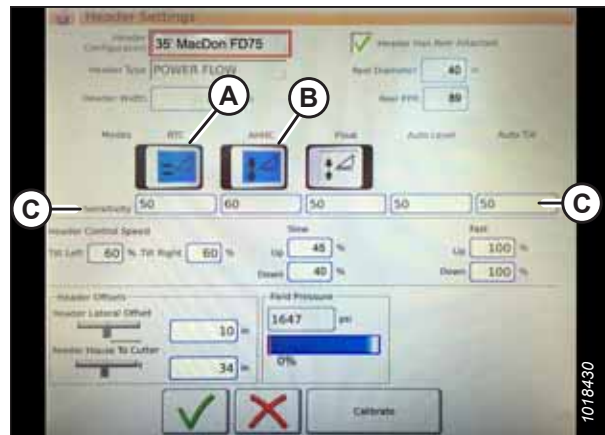 Header Settings
Header Configuration 35' MacDon FD75 Header Has Reel Attached
Header Type POWER FLOW Reel Diameter 40 in
Header Width Reel PPR 89
A B
Modes RTC AHHC Float Auto Level Auto Tilt
C Sensitivity 50 60 50 50 50 C
Header Control Speed Slow Fast
Tilt Left 60 % Tilt Right 60 % Up 45 % Up 100 %
Down 40 % Down 100 %
Header Offsets Field Pressure
Header Lateral Offset 1647 psi
10 in
Feeder House To Cutter 0%
34 in
Calibrate
1018430